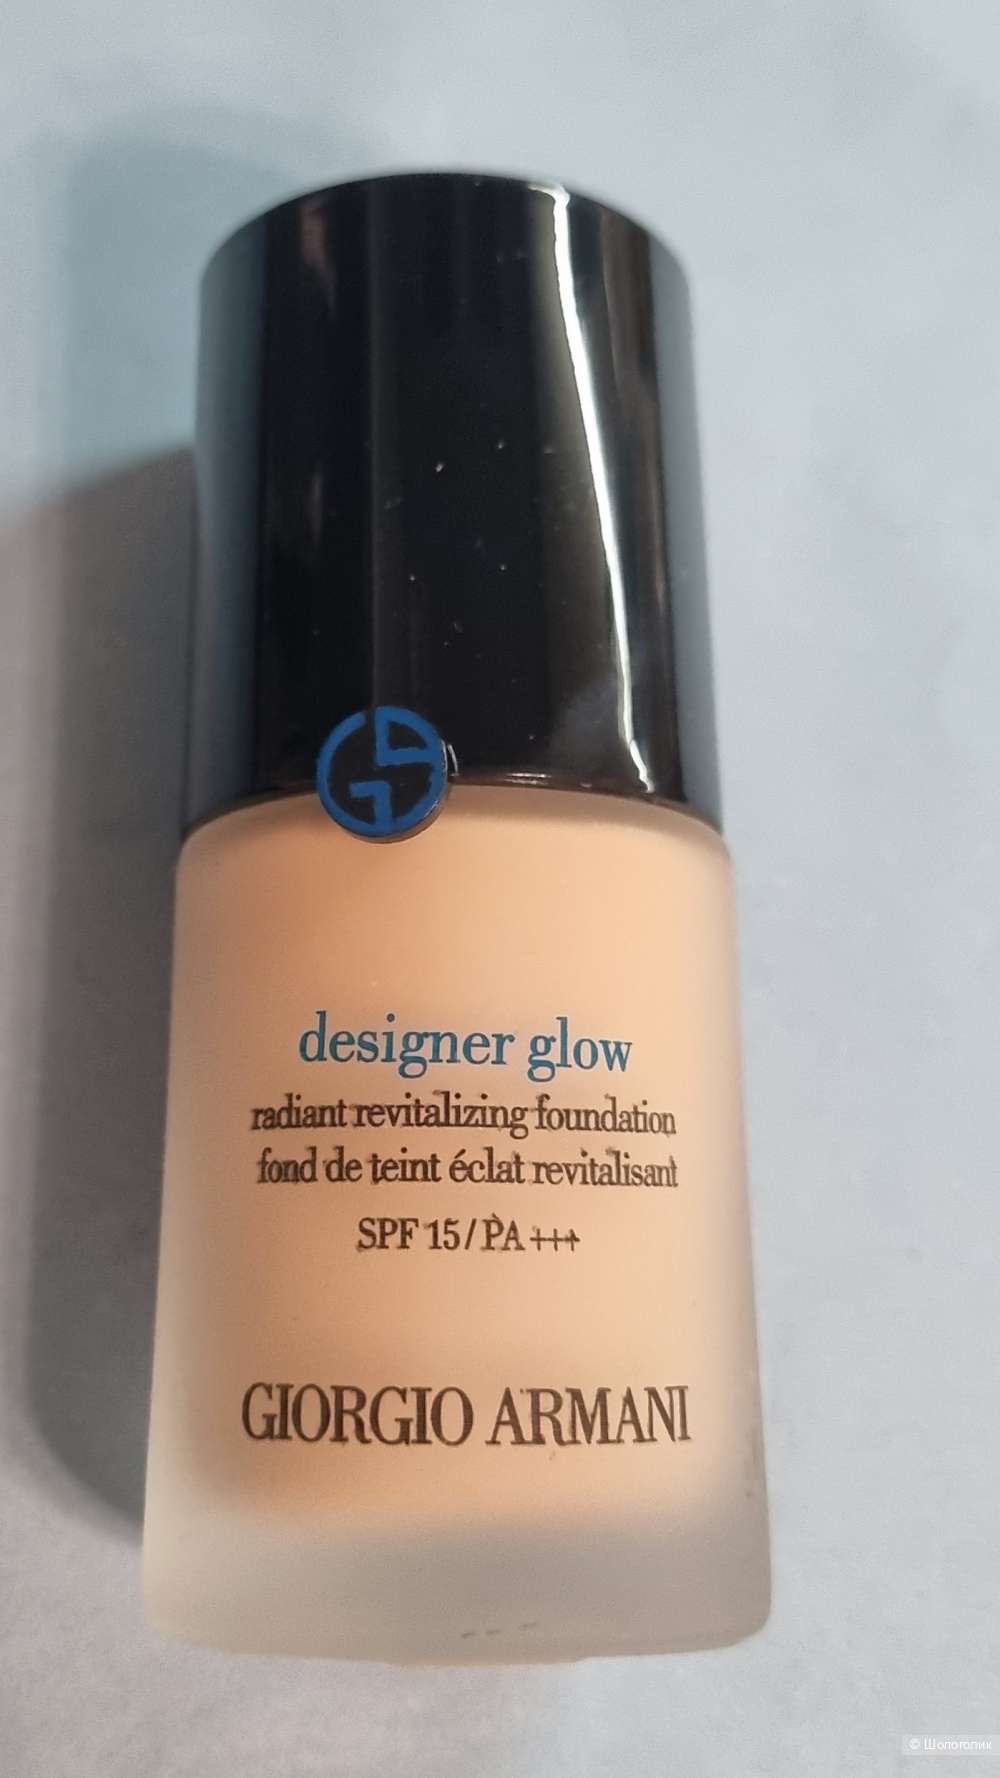 designer glow
radiant revitalizing foundation
fond de teint éclat revitalisant
SPF 15/PA+++
GIORGIO ARMANI
© Шопоголик